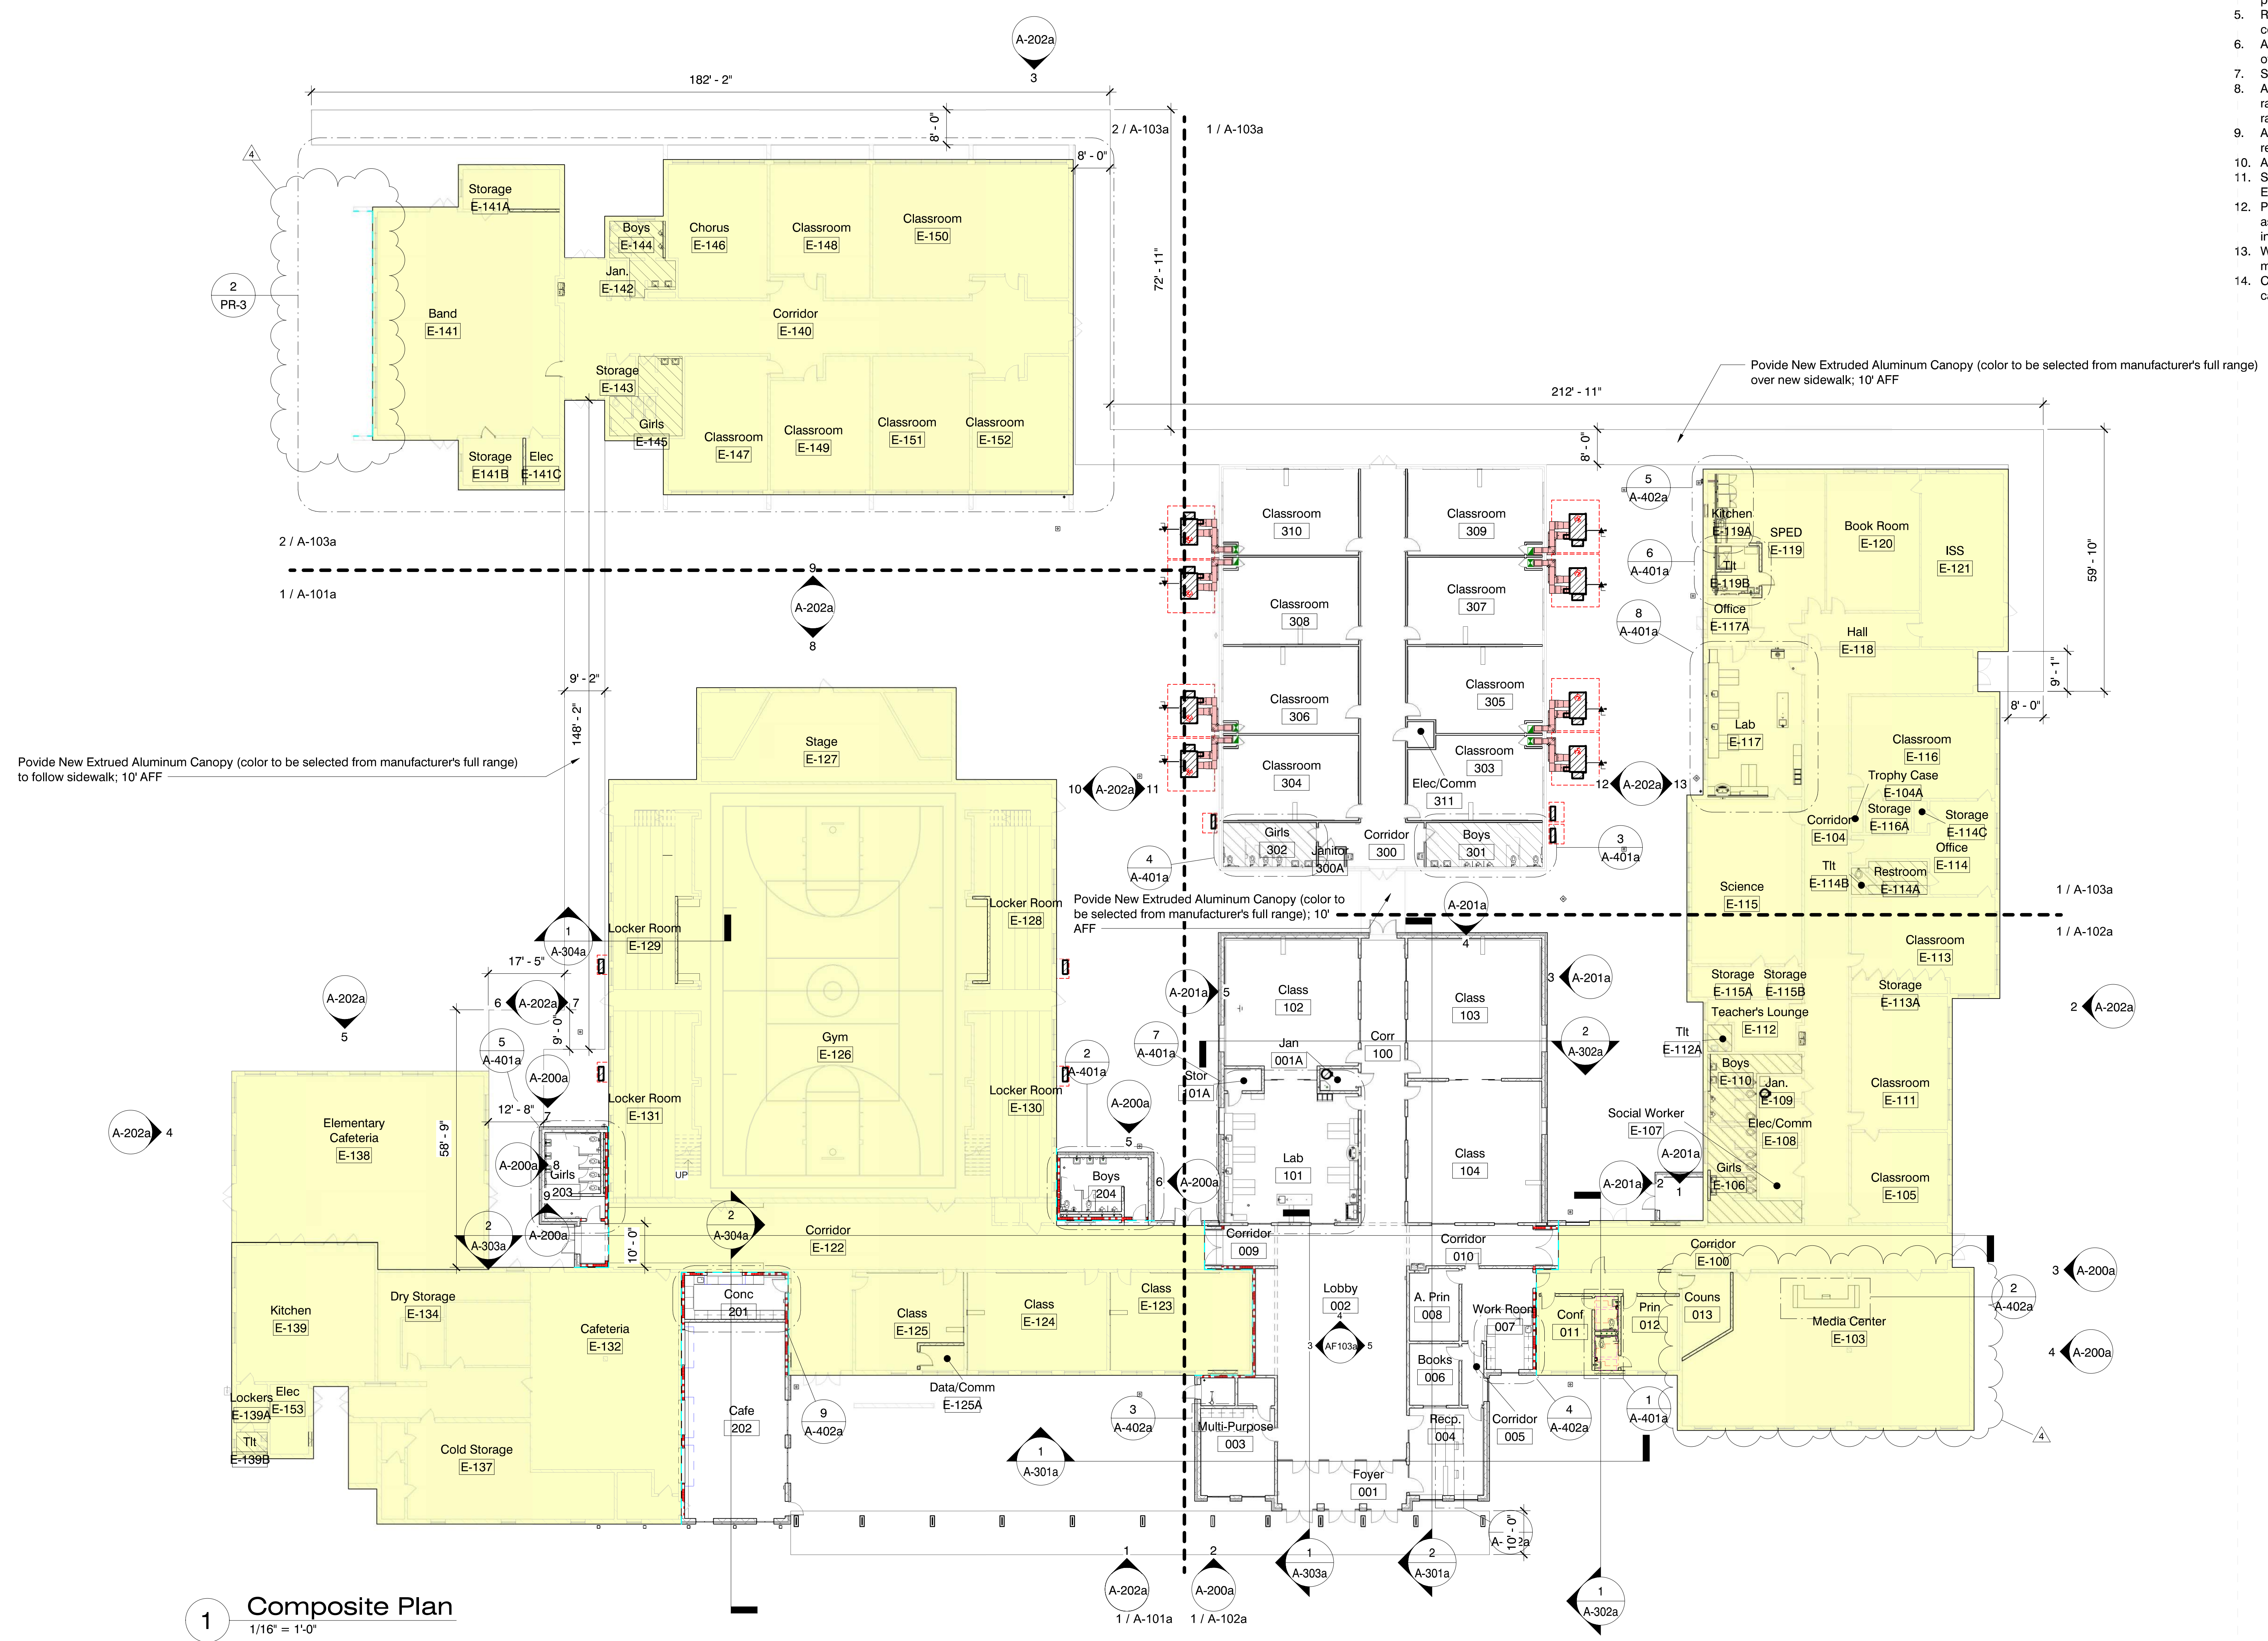 A-202a
3
182' - 2"
8' - 0"
2 / A-103a
1 / A-103a
8' - 0"
4
Storage
E-141A
Boys
E-144
Chorus
E-146
Classroom
E-148
Classroom
E-150
Jan.
E-142
2
PR-3
Band
E-141
Corridor
E-140
72' - 11"
Storage
E-143
Girls
E-145
Classroom
E-147
Classroom
E-149
Classroom
E-151
Classroom
E-152
Storage
E141B
Elec
E-141C
2 / A-103a
1 / A-101a
9
A-202a
8
5.
6.
7.
8.
9.
10.
11.
12.
13.
14.
Povide New Extruded Aluminum Canopy (color to be selected from manufacturer's full range)
over new sidewalk; 10' AFF
212' - 11"
8' - 0"
59' - 10"
9' - 1"
8' - 0"
Classroom
310
Classroom
309
Classroom
308
Classroom
307
Classroom
306
Classroom
305
Classroom
304
Classroom
303
Elec/Comm
311
Girls
302
Janitor
300A
Corridor
300
Boys
301
10
A-202a
11
12
A-202a
13
4
A-401a
3
A-401a
5
A-402a
6
A-401a
8
A-401a
Kitchen
E-119A
SPED
E-119
Tlt
E-119B
Book Room
E-120
ISS
E-121
Office
E-117A
Hall
E-118
Lab
E-117
Classroom
E-116
Trophy Case
E-104A
Storage
E-116A
Storage
E-114C
Corridor
E-104
Office
E-114
Tlt
E-114B
Restroom
E-114A
Science
E-115
1 / A-103a
1 / A-102a
Classroom
E-113
Storage
E-115A
Storage
E-115B
Storage
E-113A
Teacher's Lounge
E-112
Tlt
E-112A
Boys
E-110
Jan.
E-109
Classroom
E-111
Social Worker
E-107
Elec/Comm
E-108
Girls
E-106
Classroom
E-105
2
A-202a
9' - 2"
148' - 2"
Povide New Extrued Aluminum Canopy (color to be selected from manufacturer's full range)
to follow sidewalk; 10' AFF
Stage
E-127
Locker Room
E-129
Locker Room
E-128
Gym
E-126
Locker Room
E-131
Locker Room
E-130
UP
1
A-304a
17' - 5"
6
A-202a
7
9' - 0"
A-202a
5
5
A-401a
A-200a
7
12' - 8"
58' - 9"
A-202a
4
Elementary
Cafeteria
E-138
A-200a
8
Girls
203
9
A-200a
2
A-303a
10' - 0"
2
A-304a
Corridor
E-122
Povide New Extruded Aluminum Canopy (color to
be selected from manufacturer's full range); 10'
AFF
A-201a
4
A-201a
5
3
A-201a
Class
102
Class
103
7
A-401a
Jan
001A
Corr
100
2
A-302a
Stor
101A
2
A-401a
A-200a
5
Boys
204
6
A-200a
Lab
101
Class
104
A-201a
2
A-201a
1
Corridor
009
Corridor
010
Corridor
E-100
3
A-200a
Kitchen
E-139
Dry Storage
E-134
Cafeteria
E-132
Conc
201
Class
E-125
Class
E-124
Class
E-123
Lobby
002
4
3
AF103a
5
A. Prin
008
Work Room
007
Conf
011
Prin
012
Couns
013
Media Center
E-103
2
A-402a
4
A-200a
Books
006
Lockers
E-139A
Elec
E-153
Tlt
E-139B
Cold Storage
E-137
Cafe
202
Data/Comm
E-125A
9
A-402a
3
A-402a
Multi-Purpose
003
Recp.
004
Corridor
005
4
A-402a
1
A-401a
4
1
A-301a
Foyer
001
10' - 0"
1
A-202a
2
A-200a
1
A-303a
2
A-301a
1
A-302a
1 / A-101a
1 / A-102a
1
Composite Plan
1/16" = 1'-0"